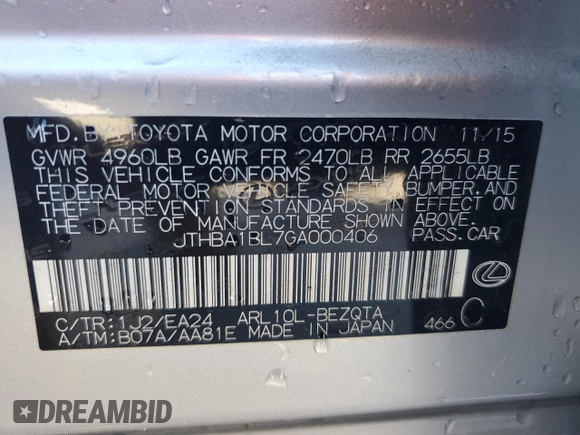 MFD. BY: TOYOTA MOTOR CORPORATION 11/15
GVWR 4960LB GAWR FR 2470LB RR 2655LB
THIS VEHICLE CONFORMS TO ALL APPLICABLE
FEDERAL MOTOR VEHICLE SAFETY, BUMPER, AND
THEFT PREVENTION STANDARDS IN EFFECT ON
THE DATE OF MANUFACTURE SHOWN ABOVE.
JTHBA1BL7GA000406 PASS.CAR
C/TR:1J2/EA24 ARL10L-BEZQTA
A/TM:B07A/AA81E MADE IN JAPAN 466 C
DREAMBID